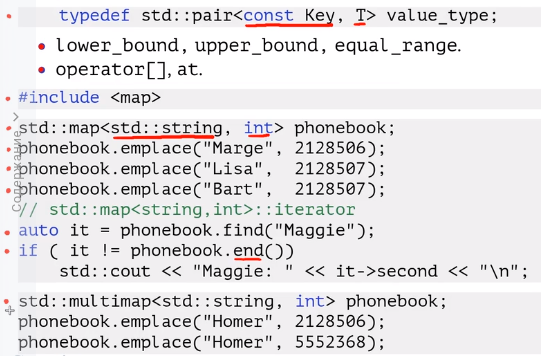 typedef std::pair<const Key, T> value_type;
lower_bound, upper_bound, equal_range.
operator[], at.
#include <map>
std::map<std::string, int> phonebook;
phonebook.emplace("Marge", 2128506);
phonebook.emplace("Lisa",  2128507);
phonebook.emplace("Bart",  2128507);
// std::map<string,int>::iterator
auto it = phonebook.find("Maggie");
if ( it != phonebook.end())
    std::cout << "Maggie: " << it->second << "\n";
std::multimap<std::string, int> phonebook;
phonebook.emplace("Homer", 2128506);
phonebook.emplace("Homer", 5552368);
Содержание